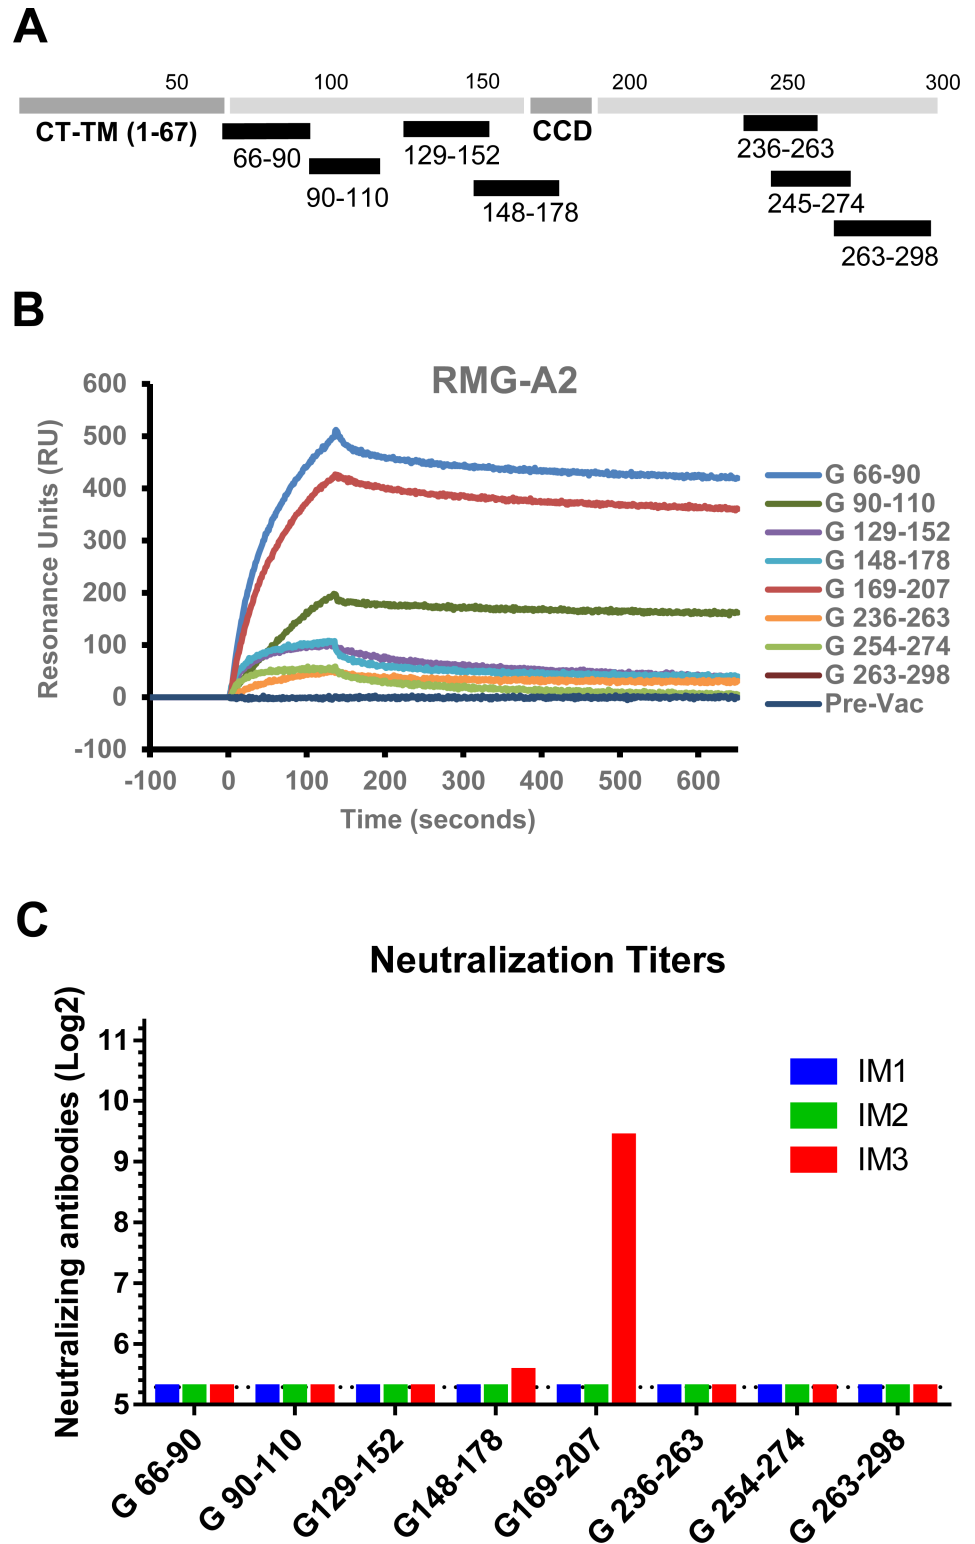 A
50 100 150 200 250 300
CT-TM (1-67) CCD
66-90 129-152 236-263
90-110 148-178 245-274
263-298
B
RMG-A2
Resonance Units (RU)
600
500
400
300
200
100
0
-100
-100 0 100 200 300 400 500 600
Time (seconds)
G 66-90
G 90-110
G 129-152
G 148-178
G 169-207
G 236-263
G 254-274
G 263-298
Pre-Vac
C
Neutralization Titers
Neutralizing antibodies (Log2)
11
10
9
8
7
6
5
IM1
IM2
IM3
G 66-90
G 90-110
G129-152
G148-178
G169-207
G 236-263
G 254-274
G 263-298